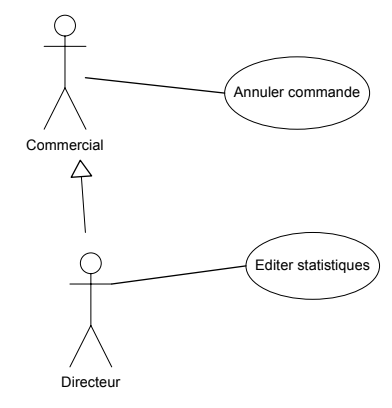 Annuler commande
Commercial
Editer statistiques
Directeur